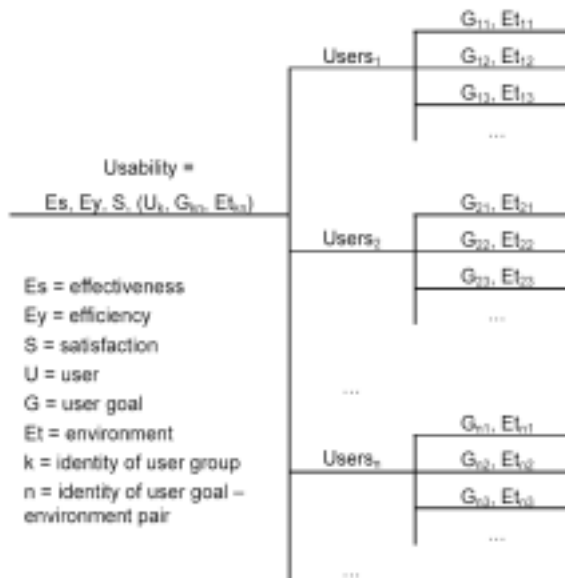 Usability =
Es, Ey, S, (Uk, Gkn, Etkn)
Es = effectiveness
Ey = efficiency
S = satisfaction
U = user
G = user goal
Et = environment
k = identity of user group
n = identity of user goal –
environment pair
Users1
G11, Et11
G12, Et12
G13, Et13
...
Users2
G21, Et21
G22, Et22
G23, Et23
...
...
Usersn
Gn1, Etn1
Gn2, Etn2
Gn3, Etn3
...
...